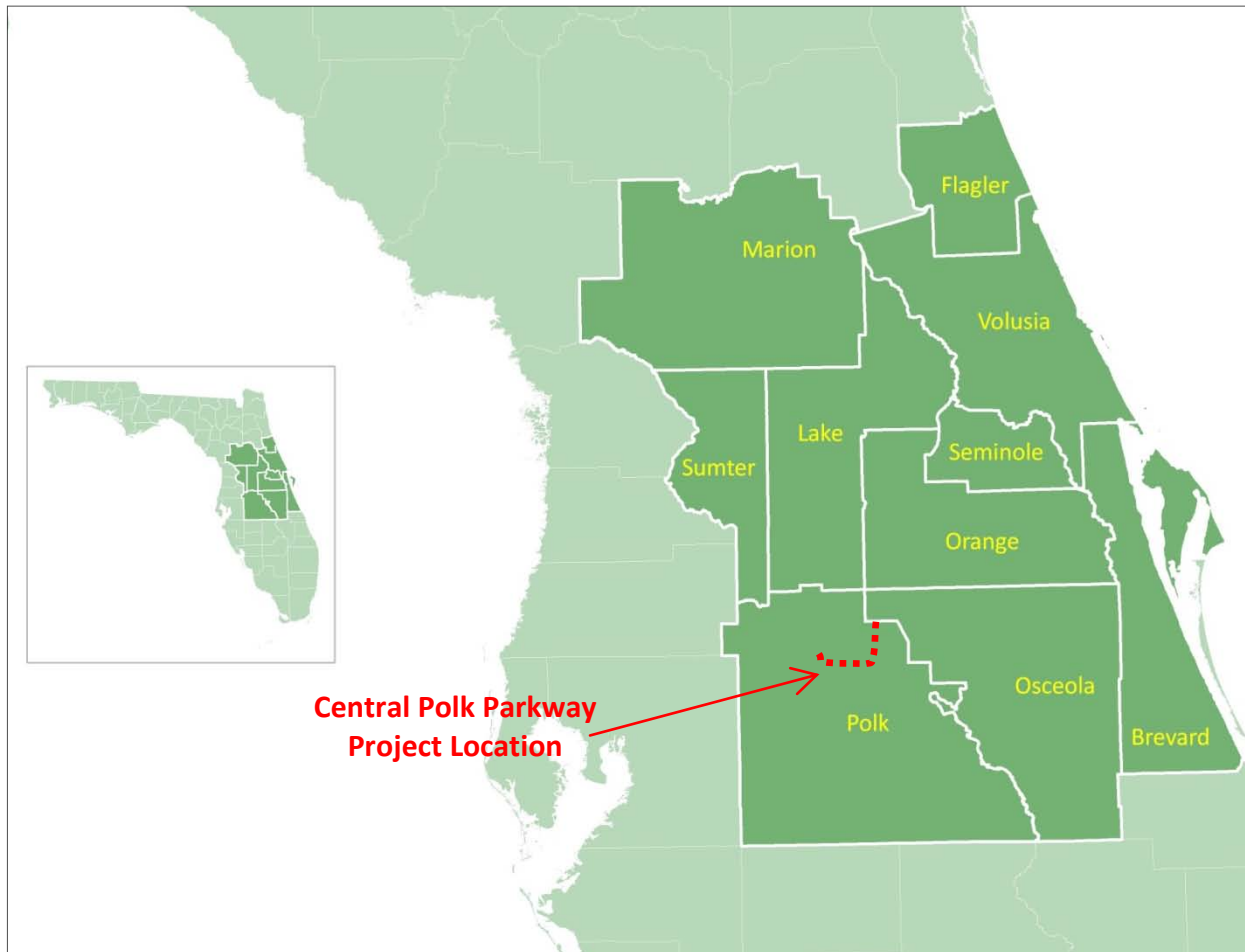 Flagler
Marion
Volusia
Lake
Seminole
Sumter
Orange
Osceola
Central Polk Parkway
Project Location
Polk
Brevard